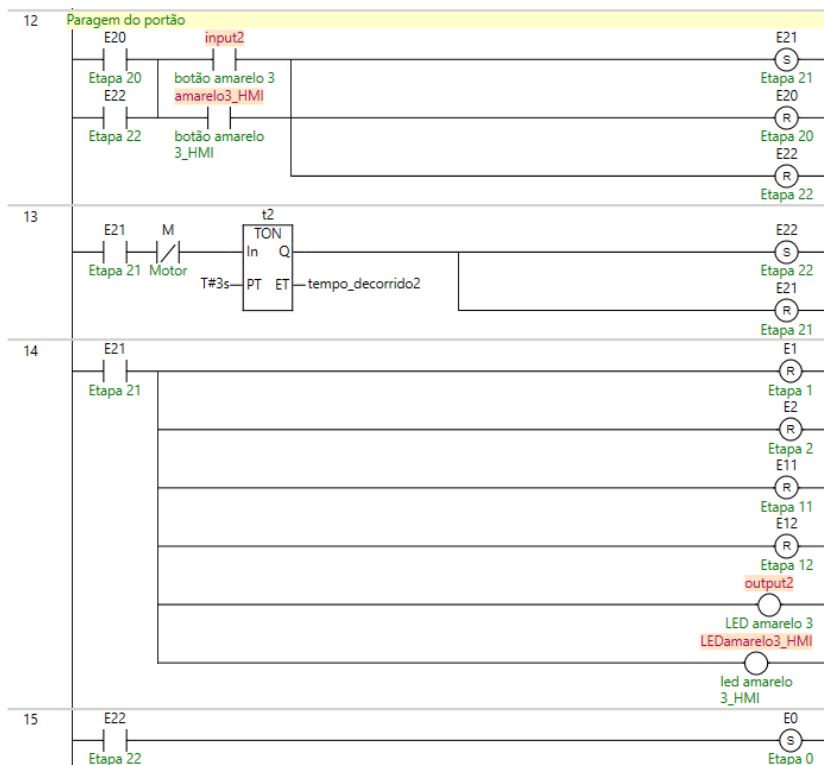 12 Paragem do portão
E20 input2 E21
S
Etapa 20 botão amarelo 3 Etapa 21
E22 amarelo3_HMI E20
R
Etapa 22 botão amarelo Etapa 20
3_HMI E22
R
Etapa 22
13 t2
E21 M TON E22
In Q S
Etapa 21 Motor Etapa 22
T#3s PT ET tempo_decorrido2 E21
R
Etapa 21
14 E21 E1
R
Etapa 21 Etapa 1
E2
R
Etapa 2
E11
R
Etapa 11
E12
R
Etapa 12
output2
LED amarelo 3
LEDamarelo3_HMI
led amarelo
3_HMI
15 E22 E0
S
Etapa 22 Etapa 0